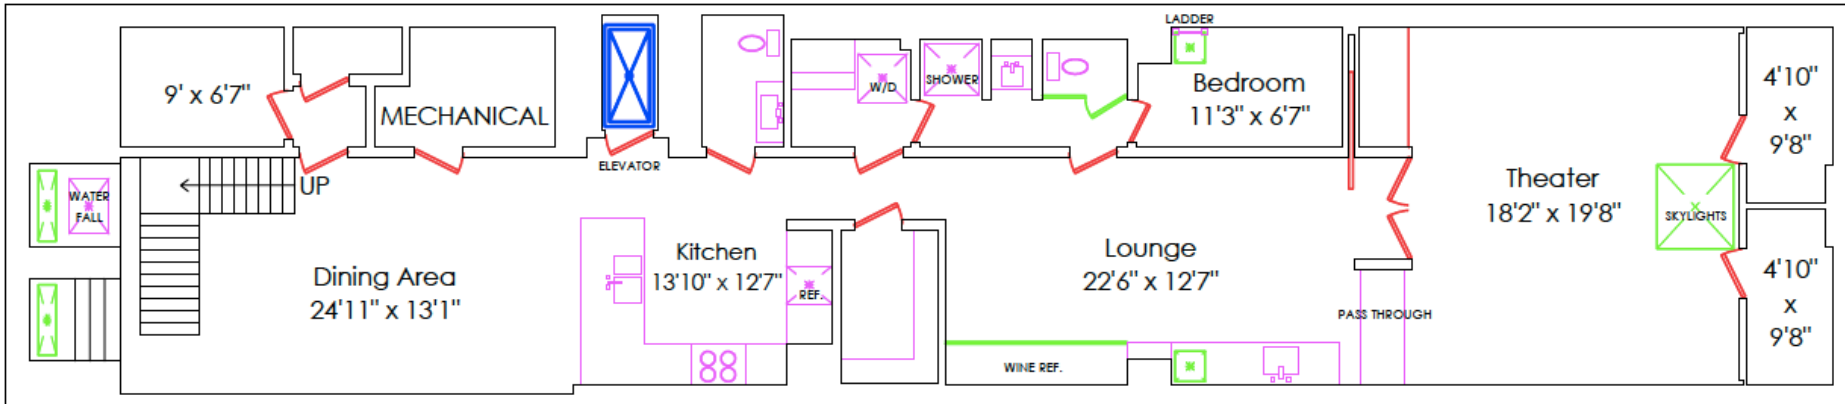 LADDER
9' x 6'7"
MECHANICAL
ELEVATOR
W/D
SHOWER
Bedroom
11'3" x 6'7"
4'10"
x
9'8"
UP
WATER
FALL
Theater
18'2" x 19'8"
SKYLIGHTS
Dining Area
24'11" x 13'1"
Kitchen
13'10" x 12'7"
REF.
Lounge
22'6" x 12'7"
PASS THROUGH
WINE REF.
4'10"
x
9'8"